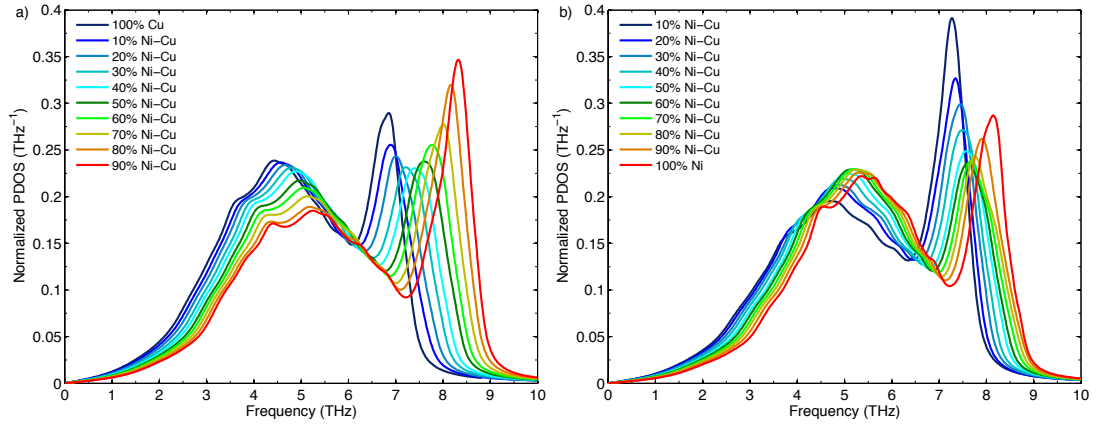 a)
0.4
0.35
0.3
0.25
0.2
0.15
0.1
0.05
0
Normalized PDOS (THz⁻¹)
100% Cu
10% Ni−Cu
20% Ni−Cu
30% Ni−Cu
40% Ni−Cu
50% Ni−Cu
60% Ni−Cu
70% Ni−Cu
80% Ni−Cu
90% Ni−Cu
0 1 2 3 4 5 6 7 8 9 10
Frequency (THz)
b)
0.4
0.35
0.3
0.25
0.2
0.15
0.1
0.05
0
Normalized PDOS (THz⁻¹)
10% Ni−Cu
20% Ni−Cu
30% Ni−Cu
40% Ni−Cu
50% Ni−Cu
60% Ni−Cu
70% Ni−Cu
80% Ni−Cu
90% Ni−Cu
100% Ni
0 1 2 3 4 5 6 7 8 9 10
Frequency (THz)